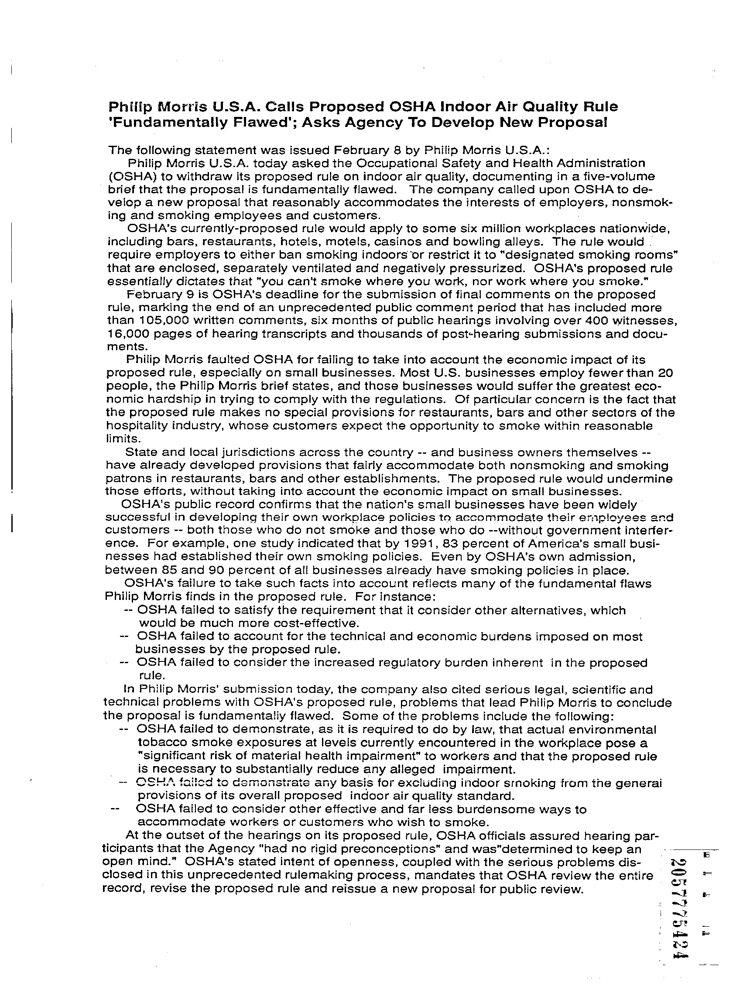 Philip Morris U.S.A. Calls Proposed OSHA Indoor Air Quality Rule
'Fundamentally Flawed'; Asks Agency To Develop New Proposal
The following statement was issued February 8 by Philip Morris U.S.A.:
Philip Morris U.S.A. today asked the Occupational Safety and Health Administration
(OSHA) to withdraw its proposed rule on indoor air quality, documenting in a five-volume
brief that the proposal is fundamentally flawed. The company called upon OSHA to de-
velop a new proposal that reasonably accommodates the interests of employers, nonsmok-
ing and smoking employees and customers.
OSHA's currently-proposed rule would apply to some six million workplaces nationwide,
including bars, restaurants, hotels, motels, casinos and bowling alleys. The rule would
require employers to either ban smoking indoors or restrict it to "designated smoking rooms"
that are enclosed, separately ventilated and negatively pressurized. OSHA's proposed rule
essentially dictates that "you can't smoke where you work, nor work where you smoke."
February 9 is OSHA's deadline for the submission of final comments on the proposed
rule, marking the end of an unprecedented public comment period that has included more
than 105,000 written comments, six months of public hearings involving over 400 witnesses,
16,000 pages of hearing transcripts and thousands of post-hearing submissions and docu-
ments.
Philip Morris faulted OSHA for failing to take into account the economic impact of its
proposed rule, especially on small businesses. Most U.S. businesses employ fewer than 20
people, the Philip Morris brief states, and those businesses would suffer the greatest eco-
nomic hardship in trying to comply with the regulations. Of particular concern is the fact that
the proposed rule makes no special provisions for restaurants, bars and other sectors of the
hospitality industry, whose customers expect the opportunity to smoke within reasonable
limits.
State and local jurisdictions across the country -- and business owners themselves --
have already developed provisions that fairly accommodate both nonsmoking and smoking
patrons in restaurants, bars and other establishments. The proposed rule would undermine
those efforts, without taking into account the economic impact on small businesses.
OSHA's public record confirms that the nation's small businesses have been widely
successful in developing their own workplace policies to accommodate their employees and
customers -- both those who do not smoke and those who do --without government interfer-
ence. For example, one study indicated that by 1991, 83 percent of America's small busi-
nesses had established their own smoking policies. Even by OSHA's own admission,
between 85 and 90 percent of all businesses already have smoking policies in place.
OSHA's failure to take such facts into account reflects many of the fundamental flaws
Philip Morris finds in the proposed rule. For instance:
-- OSHA failed to satisfy the requirement that it consider other alternatives, which
would be much more cost-effective.
-- OSHA failed to account for the technical and economic burdens imposed on most
businesses by the proposed rule.
-- OSHA failed to consider the increased regulatory burden inherent in the proposed
rule.
In Philip Morris' submission today, the company also cited serious legal, scientific and
technical problems with OSHA's proposed rule, problems that lead Philip Morris to conclude
the proposal is fundamentally flawed. Some of the problems include the following:
-- OSHA failed to demonstrate, as it is required to do by law, that actual environmental
tobacco smoke exposures at levels currently encountered in the workplace pose a
"significant risk of material health impairment" to workers and that the proposed rule
is necessary to substantially reduce any alleged impairment.
-- OSHA failed to demonstrate any basis for excluding indoor smoking from the general
provisions of its overall proposed indoor air quality standard.
-- OSHA failed to consider other effective and far less burdensome ways to
accommodate workers or customers who wish to smoke.
At the outset of the hearings on its proposed rule, OSHA officials assured hearing par-
ticipants that the Agency "had no rigid preconceptions" and was"determined to keep an
open mind." OSHA's stated intent of openness, coupled with the serious problems dis-
closed in this unprecedented rulemaking process, mandates that OSHA review the entire
record, revise the proposed rule and reissue a new proposal for public review.
2057775424